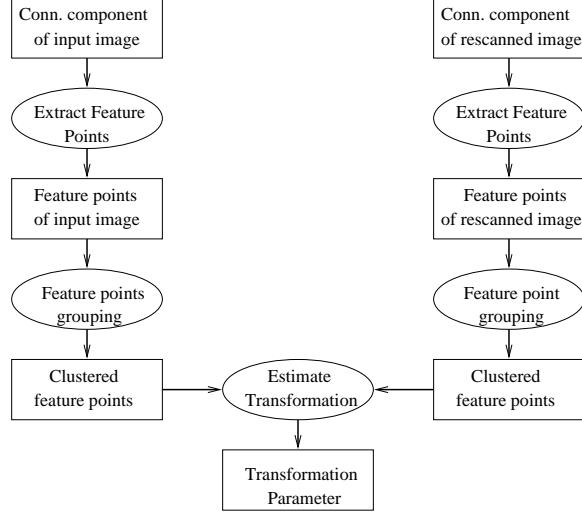 Conn. component
of input image
Extract Feature
Points
Feature points
of input image
Feature points
grouping
Clustered
feature points
Conn. component
of rescanned image
Extract Feature
Points
Feature points
of rescanned image
Feature point
grouping
Clustered
feature points
Estimate
Transformation
Transformation
Parameter